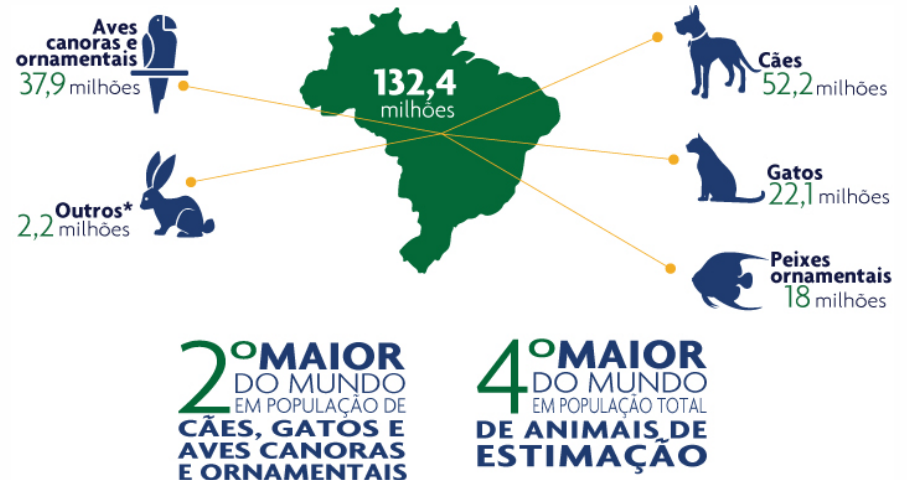 Aves
canoras e
ornamentais
37,9 milhões
Outros*
2,2 milhões
132,4
milhões
Cães
52,2 milhões
Gatos
22,1 milhões
Peixes
ornamentais
18 milhões
2º MAIOR
DO MUNDO
EM POPULAÇÃO DE
CÃES, GATOS E
AVES CANORAS
E ORNAMENTAIS
4º MAIOR
DO MUNDO
EM POPULAÇÃO TOTAL
DE ANIMAIS DE
ESTIMAÇÃO